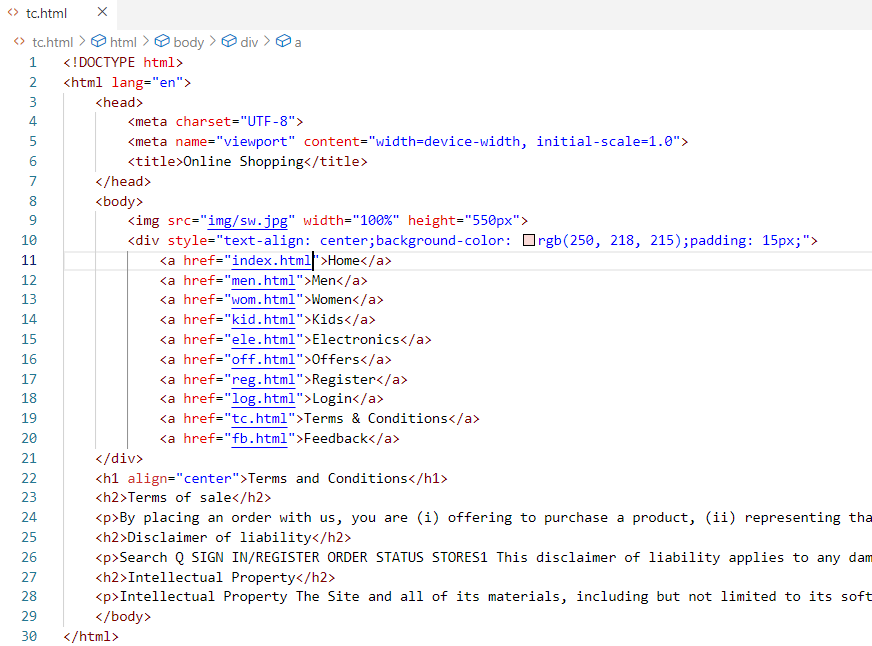 tc.html
tc.html > html > body > div > a
1 <!DOCTYPE html>
2 <html lang="en">
3     <head>
4         <meta charset="UTF-8">
5         <meta name="viewport" content="width=device-width, initial-scale=1.0">
6         <title>Online Shopping</title>
7     </head>
8     <body>
9         <img src="img/sw.jpg" width="100%" height="550px">
10         <div style="text-align: center;background-color: rgb(250, 218, 215);padding: 15px;">
11             <a href="index.html">Home</a>
12             <a href="men.html">Men</a>
13             <a href="wom.html">Women</a>
14             <a href="kid.html">Kids</a>
15             <a href="ele.html">Electronics</a>
16             <a href="off.html">Offers</a>
17             <a href="reg.html">Register</a>
18             <a href="log.html">Login</a>
19             <a href="tc.html">Terms & Conditions</a>
20             <a href="fb.html">Feedback</a>
21     </div>
22     <h1 align="center">Terms and Conditions</h1>
23     <h2>Terms of sale</h2>
24     <p>By placing an order with us, you are (i) offering to purchase a product, (ii) representing tha
25     <h2>Disclaimer of liability</h2>
26     <p>Search Q SIGN IN/REGISTER ORDER STATUS STORES1 This disclaimer of liability applies to any dam
27     <h2>Intellectual Property</h2>
28     <p>Intellectual Property The Site and all of its materials, including but not limited to its soft
29     </body>
30 </html>